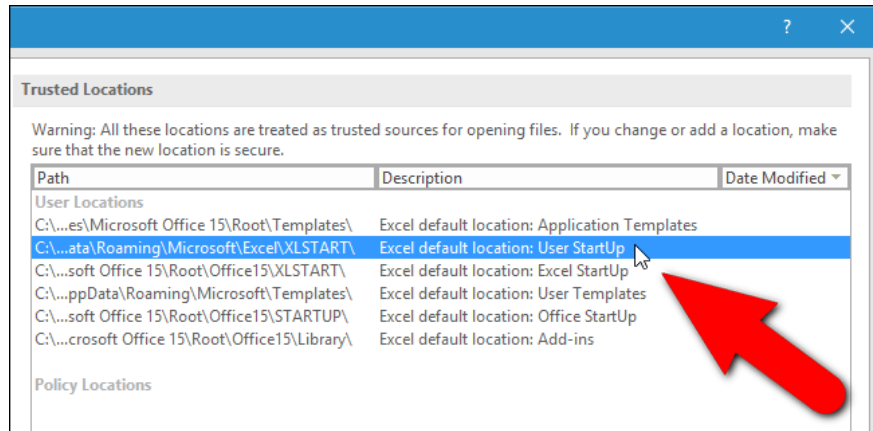 ?
Trusted Locations
Warning: All these locations are treated as trusted sources for opening files.  If you change or add a location, make
sure that the new location is secure.
Path Description Date Modified
User Locations
C:\...es\Microsoft Office 15\Root\Templates\ Excel default location: Application Templates
C:\...ata\Roaming\Microsoft\Excel\XLSTART\ Excel default location: User StartUp
C:\...soft Office 15\Root\Office15\XLSTART\ Excel default location: Excel StartUp
C:\...ppData\Roaming\Microsoft\Templates\ Excel default location: User Templates
C:\...soft Office 15\Root\Office15\STARTUP\ Excel default location: Office StartUp
C:\...crosoft Office 15\Root\Office15\Library\ Excel default location: Add-ins
Policy Locations